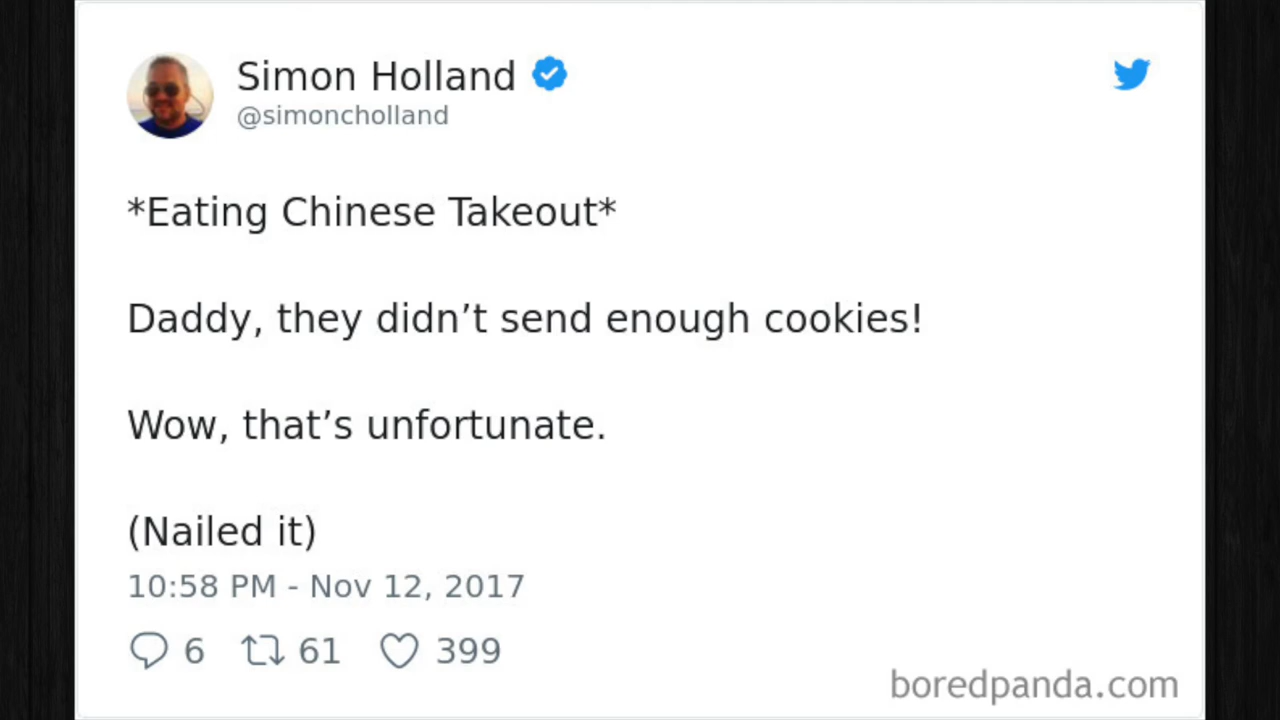 Simon Holland
@simoncholland
*Eating Chinese Takeout*
Daddy, they didn’t send enough cookies!
Wow, that’s unfortunate.
(Nailed it)
10:58 PM - Nov 12, 2017
6 61 399
boredpanda.com